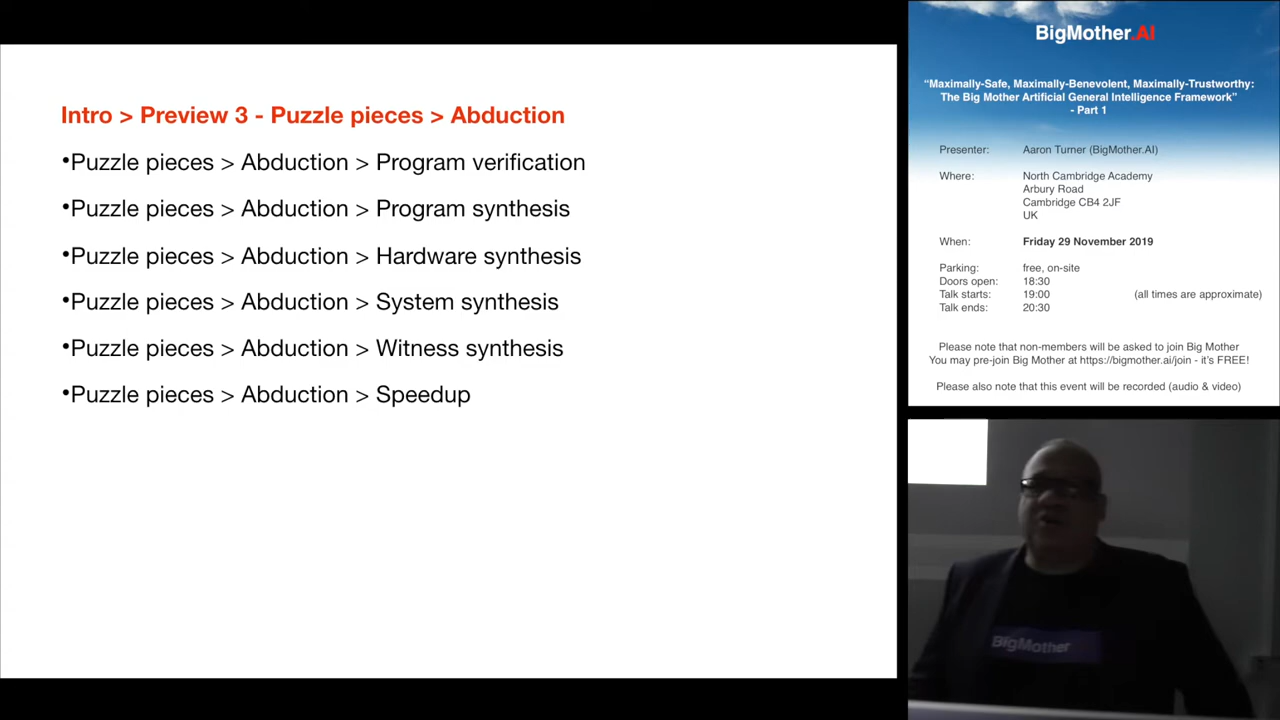 Intro > Preview 3 - Puzzle pieces > Abduction
•Puzzle pieces > Abduction > Program verification
•Puzzle pieces > Abduction > Program synthesis
•Puzzle pieces > Abduction > Hardware synthesis
•Puzzle pieces > Abduction > System synthesis
•Puzzle pieces > Abduction > Witness synthesis
•Puzzle pieces > Abduction > Speedup
BigMother.AI
“Maximally-Safe, Maximally-Benevolent, Maximally-Trustworthy:
The Big Mother Artificial General Intelligence Framework”
- Part 1
Presenter: Aaron Turner (BigMother.AI)
Where: North Cambridge Academy
Arbury Road
Cambridge CB4 2JF
UK
When: Friday 29 November 2019
Parking: free, on-site
Doors open: 18:30
Talk starts: 19:00 (all times are approximate)
Talk ends: 20:30
Please note that non-members will be asked to join Big Mother
You may pre-join Big Mother at https://bigmother.ai/join - it’s FREE!
Please also note that this event will be recorded (audio & video)
BigMother